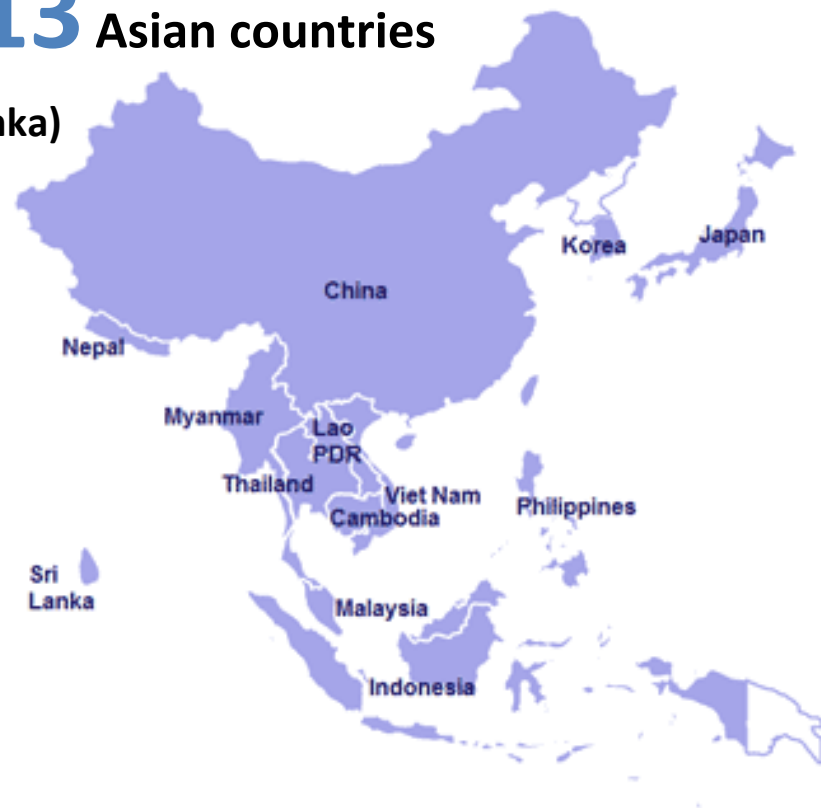 13 Asian countries
nka)
Korea
Japan
China
Nepal
Myanmar
Lao
PDR
Thailand
Viet Nam
Philippines
Cambodia
Sri
Lanka
Malaysia
Indonesia